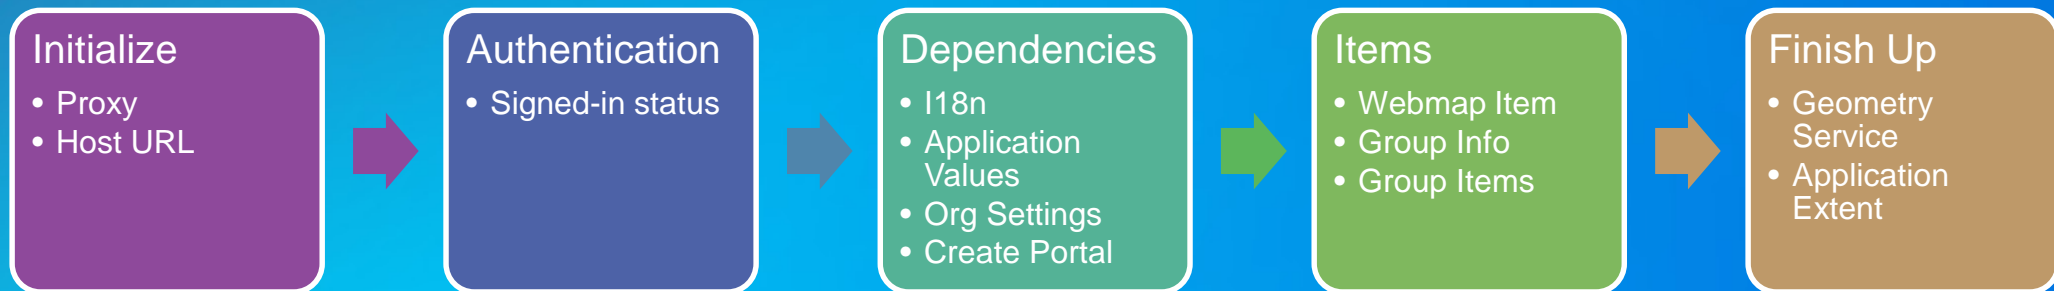 Initialize
• Proxy
• Host URL
Authentication
• Signed-in status
Dependencies
• I18n
• Application
Values
• Org Settings
• Create Portal
Items
• Webmap Item
• Group Info
• Group Items
Finish Up
• Geometry
Service
• Application
Extent